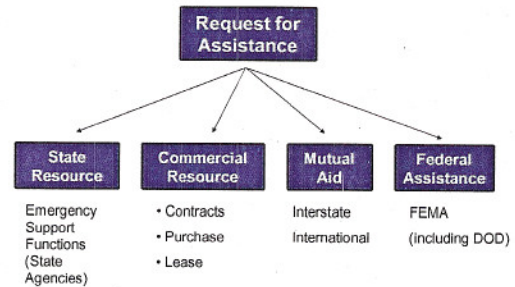 Request for
Assistance
State
Resource
Commercial
Resource
Mutual
Aid
Federal
Assistance
Emergency
Support
Functions
(State
Agencies)
• Contracts
• Purchase
• Lease
Interstate
International
FEMA
(including DOD)